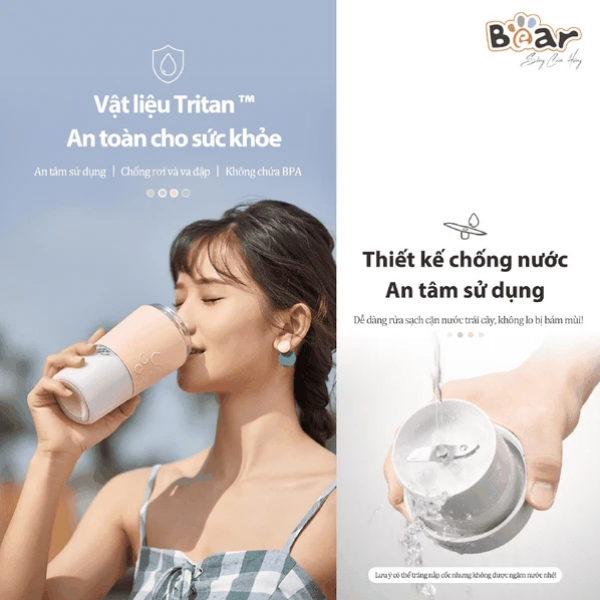 Bear
Vật liệu Tritan ™
An toàn cho sức khỏe
An tâm sử dụng | Chống rơi và va đập | Không chứa BPA
Thiết kế chống nước
An tâm sử dụng
Dễ dàng rửa sạch cặn nước trái cây, không lo bị bám mùi!
Lưu ý có thể tráng nắp cốc nhưng không được ngâm nước nhé!